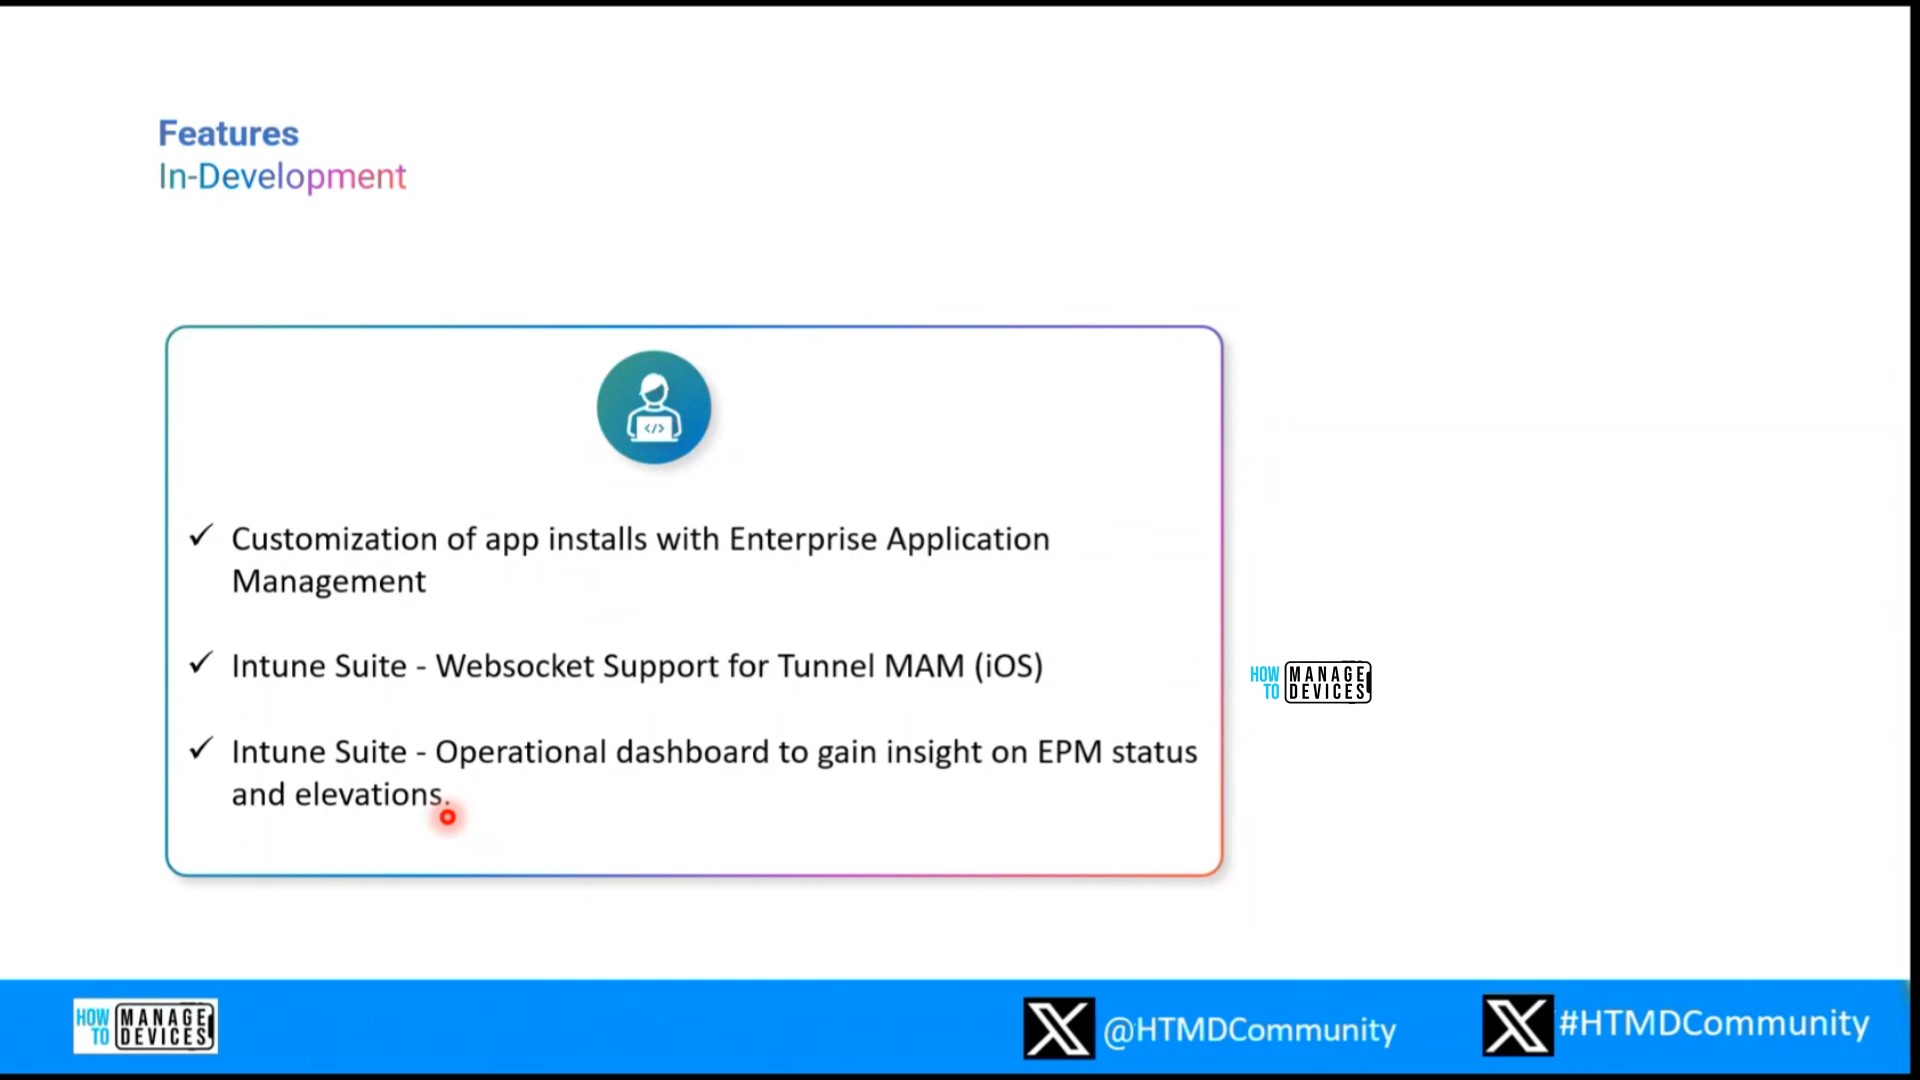 Features
In-Development
</>
✓ Customization of app installs with Enterprise Application
Management
✓ Intune Suite - Websocket Support for Tunnel MAM (iOS)
✓ Intune Suite - Operational dashboard to gain insight on EPM status
and elevations.
HOW TO MANAGE DEVICES
HOW TO MANAGE DEVICES
@HTMDCommunity
#HTMDCommunity